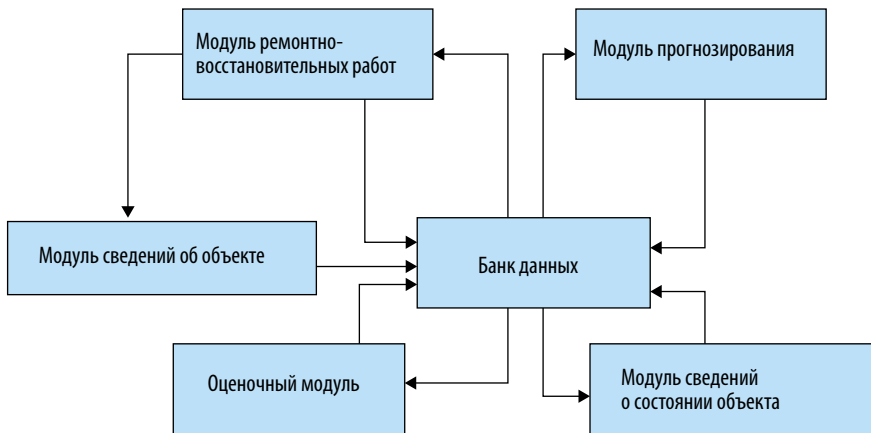 Модуль ремонтно-
восстановительных работ
Модуль прогнозирования
Модуль сведений об объекте
Банк данных
Оценочный модуль
Модуль сведений
о состоянии объекта